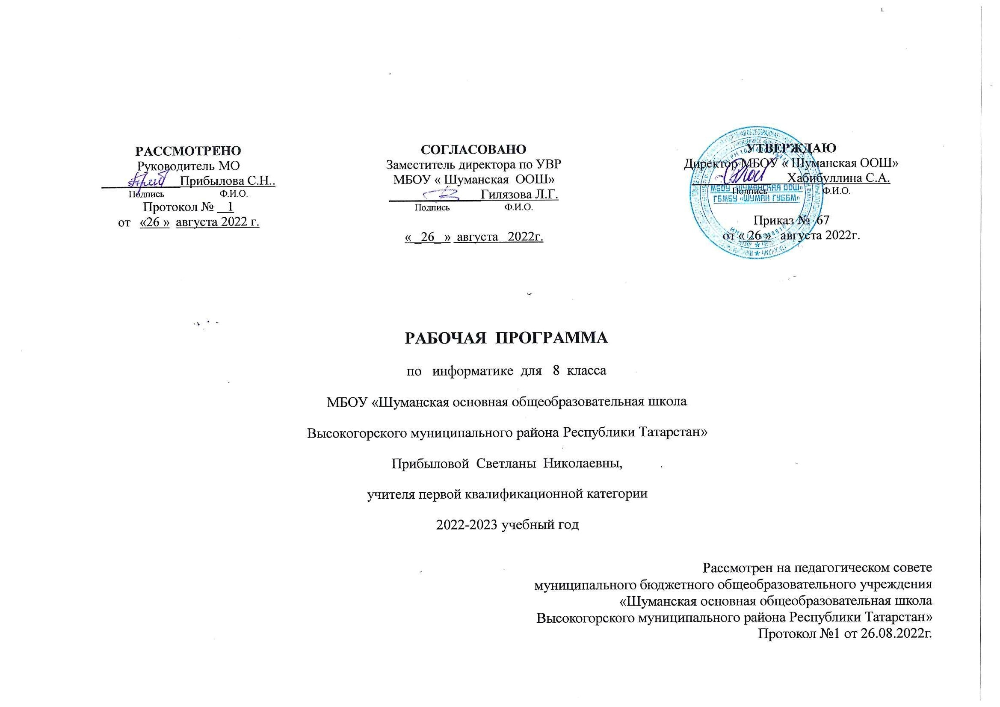 РАССМОТРЕНО
Руководитель МО
Прибылова С.Н..
Подпись Ф.И.О.
Протокол № 1
от «26 » августа 2022 г.
СОГЛАСОВАНО
Заместитель директора по УВР
МБОУ « Шуманская ООШ»
Гилязова Л.Г.
Подпись Ф.И.О.
« 26 » августа 2022г.
УТВЕРЖДАЮ
Директор МБОУ « Шуманская ООШ»
Хабибуллина С.А.
Подпись Ф.И.О.
МБОУ «ШУМАНСКАЯ ООШ»
ГБМБУ «ШУМАН ГУББМ»
Приказ № 67
от « 26 » августа 2022г.
РАБОЧАЯ ПРОГРАММА
по информатике для 8 класса
МБОУ «Шуманская основная общеобразовательная школа
Высокогорского муниципального района Республики Татарстан»
Прибыловой Светланы Николаевны,
учителя первой квалификационной категории
2022-2023 учебный год
Рассмотрен на педагогическом совете
муниципального бюджетного общеобразовательного учреждения
«Шуманская основная общеобразовательная школа
Высокогорского муниципального района Республики Татарстан»
Протокол №1 от 26.08.2022г.